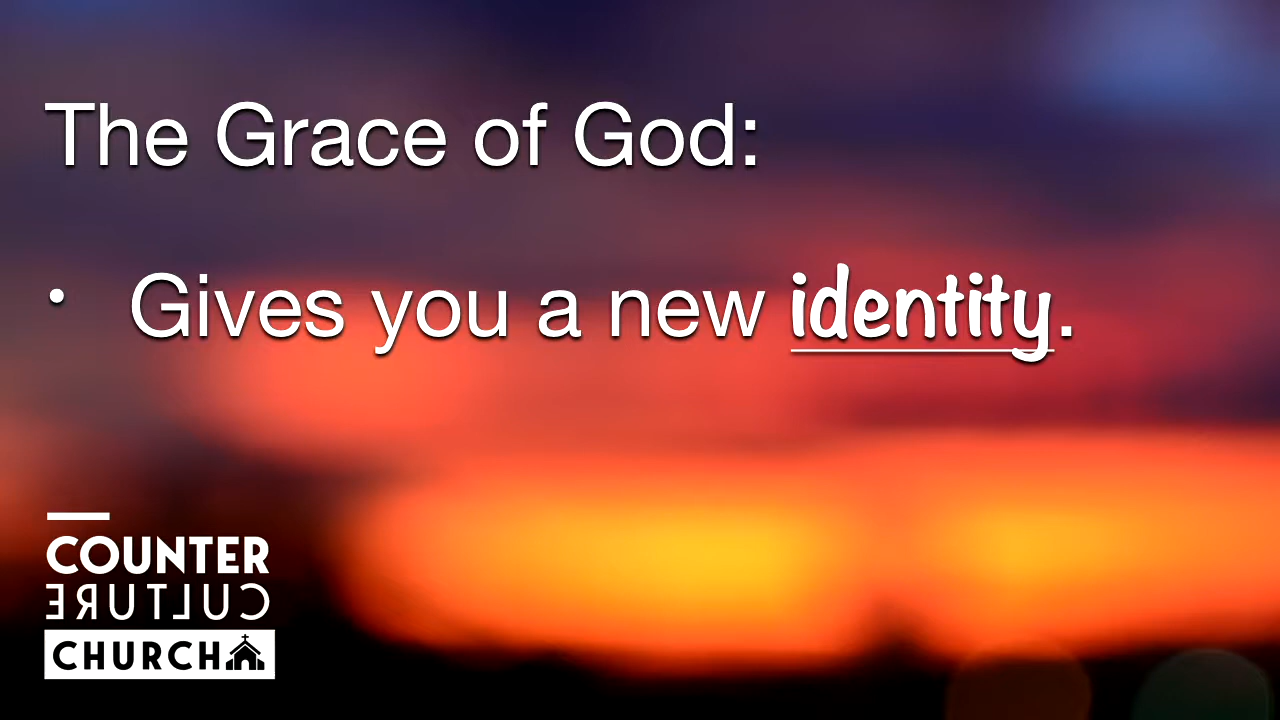 The Grace of God:
• Gives you a new identity.
COUNTER
CULTURE
CHURCH